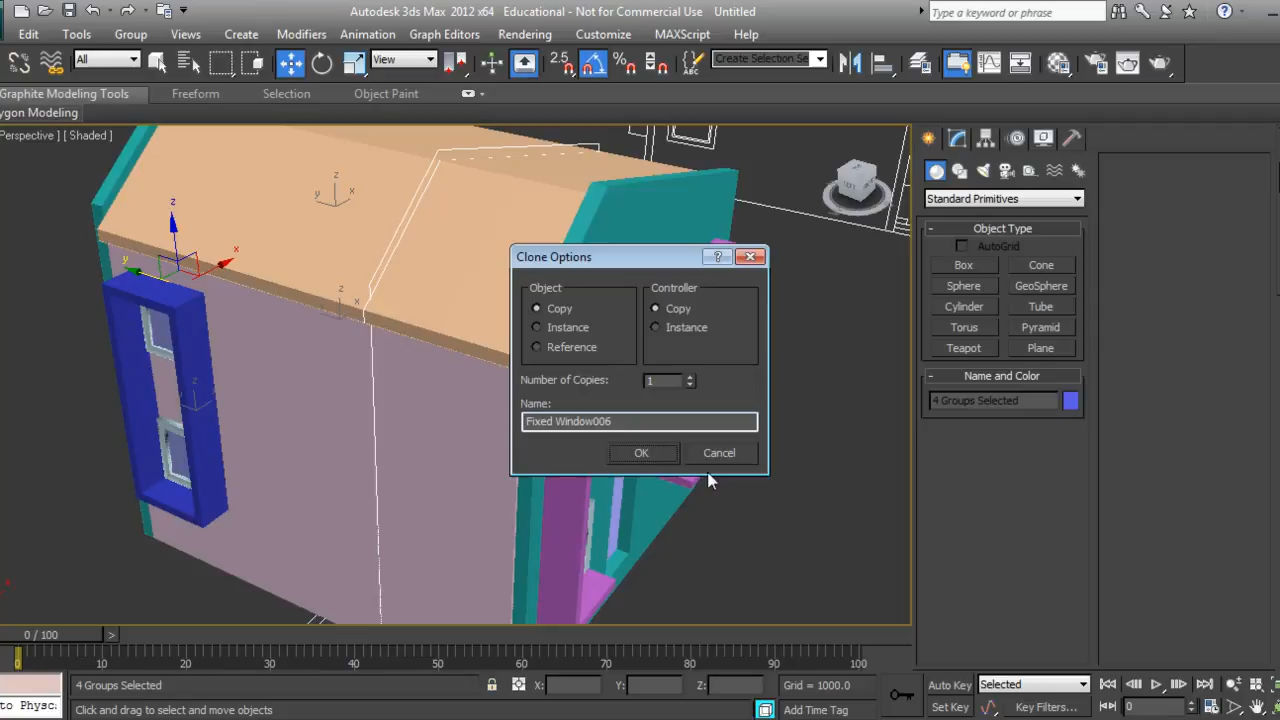 Autodesk 3ds Max 2012 x64 Educational - Not for Commercial Use Untitled
Type a keyword or phrase
Edit Tools Group Views Create Modifiers Animation Graph Editors Rendering Customize MAXScript Help
All View 2.5 Create Selection Se
Graphite Modeling Tools Freeform Selection Object Paint
ygon Modeling
Perspective ] [ Shaded ]
z
y x
z
x
z
y
x
z
Standard Primitives
- Object Type
AutoGrid
Box Cone
Sphere GeoSphere
Cylinder Tube
Torus Pyramid
Teapot Plane
- Name and Color
4 Groups Selected
Clone Options
Object Controller
Copy Copy
Instance Instance
Reference
Number of Copies: 1
Name:
Fixed Window006
OK Cancel
0 / 100 >
0 10 20 30 40 50 60 70 80 90 100
4 Groups Selected X: Y: Z: Grid = 1000.0 Auto Key Selected
to Physc Click and drag to select and move objects Add Time Tag Set Key Key Filters... 0